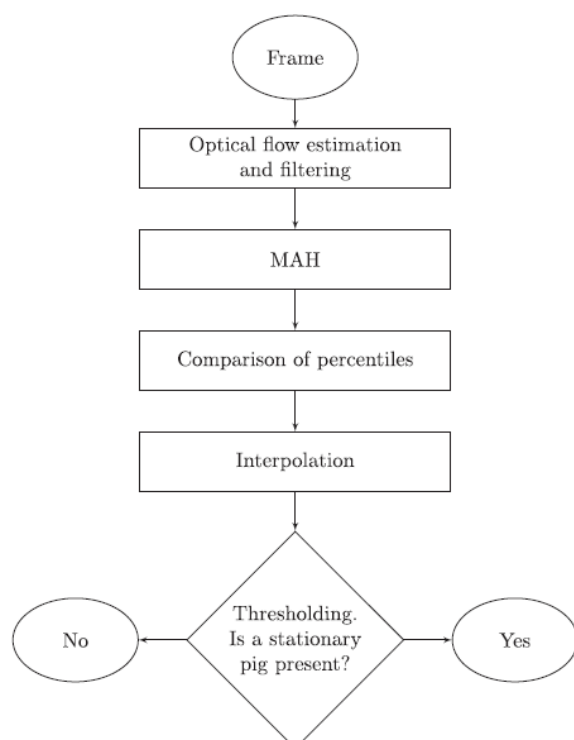 Frame
Optical flow estimation
and filtering
MAH
Comparison of percentiles
Interpolation
Thresholding.
Is a stationary
pig present?
No
Yes